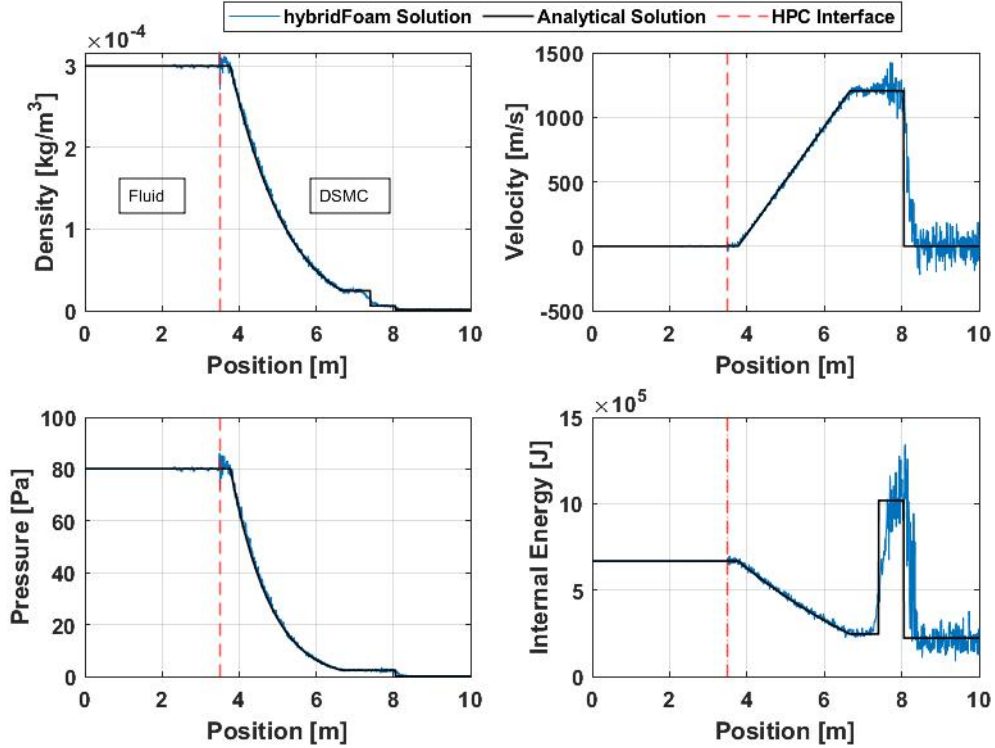 hybridFoam Solution Analytical Solution HPC Interface
×10-4
3
2
1
0
0 2 4 6 8 10
Density [kg/m3]
Position [m]
Fluid
DSMC
1500
1000
500
0
-500
0 2 4 6 8 10
Velocity [m/s]
Position [m]
100
80
60
40
20
0
0 2 4 6 8 10
Pressure [Pa]
Position [m]
×105
15
10
5
0
0 2 4 6 8 10
Internal Energy [J]
Position [m]